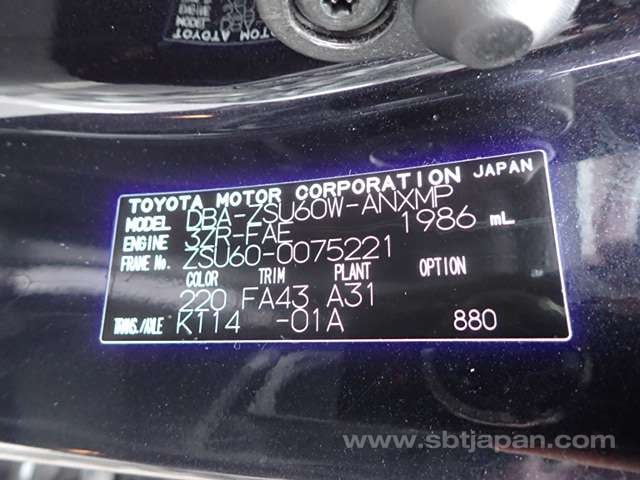 TOYOTA MOTOR CORPORATION JAPAN
MODEL DBA-ZSU60W-ANXMP
ENGINE 3ZR-FAE 1986 mL
FRAME No. ZSU60-0075221
COLOR TRIM PLANT OPTION
220 FA43 A31
TRANS./AXLE K114 -01A 880
www.sbtjapan.com